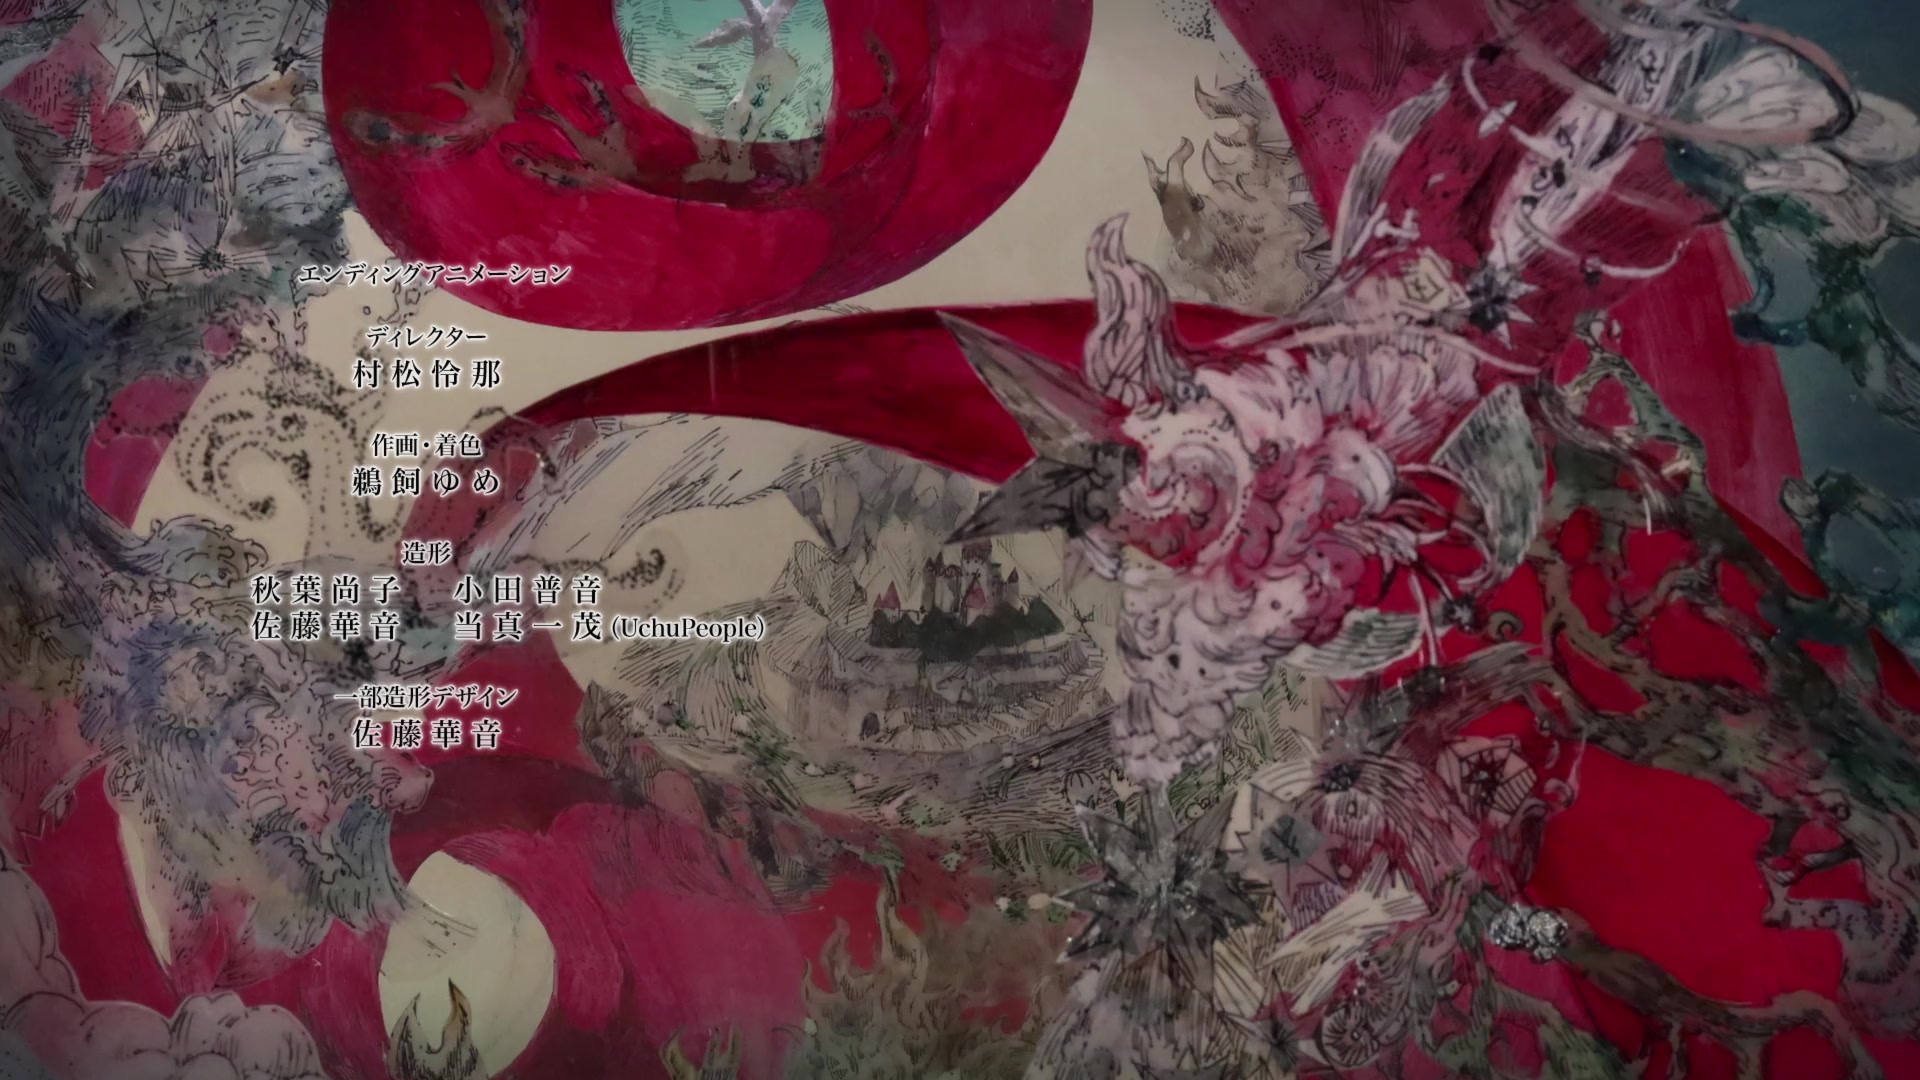 エンディングアニメーション
ディレクター
村松怜那
作画・着色
鵜飼ゆめ
造形
秋葉尚子　小田普音
佐藤華音　当真一茂(UchuPeople)
一部造形デザイン
佐藤華音